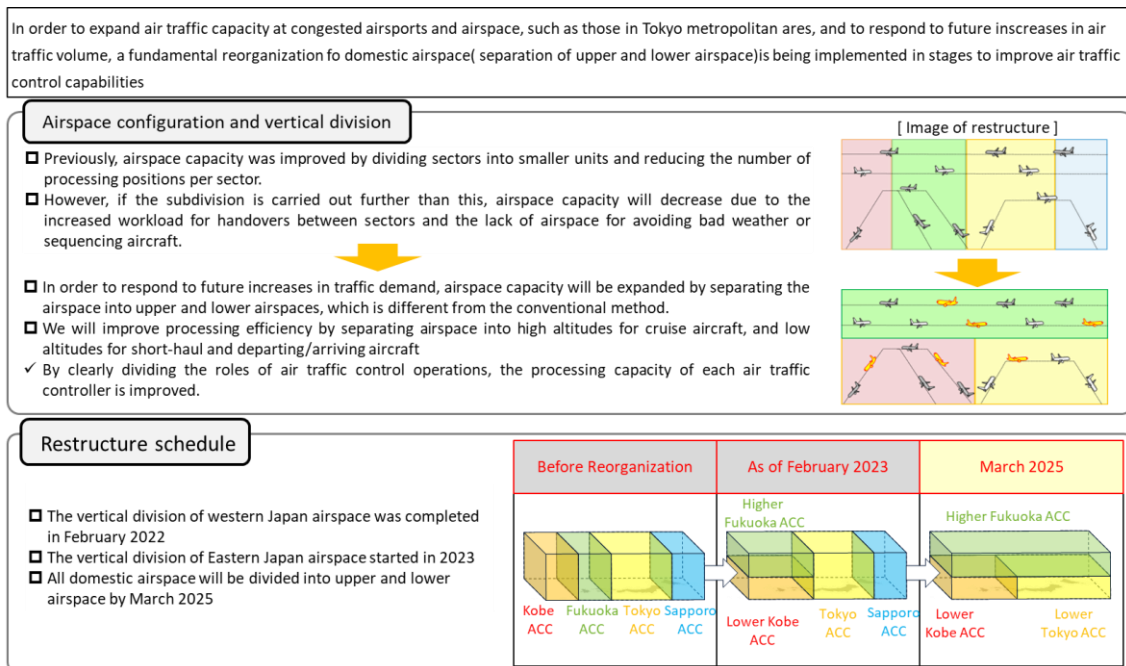 In order to expand air traffic capacity at congested airports and airspace, such as those in Tokyo metropolitan ares, and to respond to future inscreases in air
traffic volume, a fundamental reorganization fo domestic airspace( separation of upper and lower airspace)is being implemented in stages to improve air traffic
control capabilities
Airspace configuration and vertical division
[ Image of restructure ]
❑ Previously, airspace capacity was improved by dividing sectors into smaller units and reducing the number of
processing positions per sector.
❑ However, if the subdivision is carried out further than this, airspace capacity will decrease due to the
increased workload for handovers between sectors and the lack of airspace for avoiding bad weather or
sequencing aircraft.
❑ In order to respond to future increases in traffic demand, airspace capacity will be expanded by separating the
airspace into upper and lower airspaces, which is different from the conventional method.
❑ We will improve processing efficiency by separating airspace into high altitudes for cruise aircraft, and low
altitudes for short-haul and departing/arriving aircraft
✓ By clearly dividing the roles of air traffic control operations, the processing capacity of each air traffic
controller is improved.
Restructure schedule
❑ The vertical division of western Japan airspace was completed
in February 2022
❑ The vertical division of Eastern Japan airspace started in 2023
❑ All domestic airspace will be divided into upper and lower
airspace by March 2025
Before Reorganization
As of February 2023
March 2025
Kobe
ACC
Fukuoka
ACC
Tokyo
ACC
Sapporo
ACC
Higher
Fukuoka ACC
Lower Kobe
ACC
Tokyo
ACC
Sapporo
ACC
Higher Fukuoka ACC
Lower
Kobe ACC
Lower
Tokyo ACC